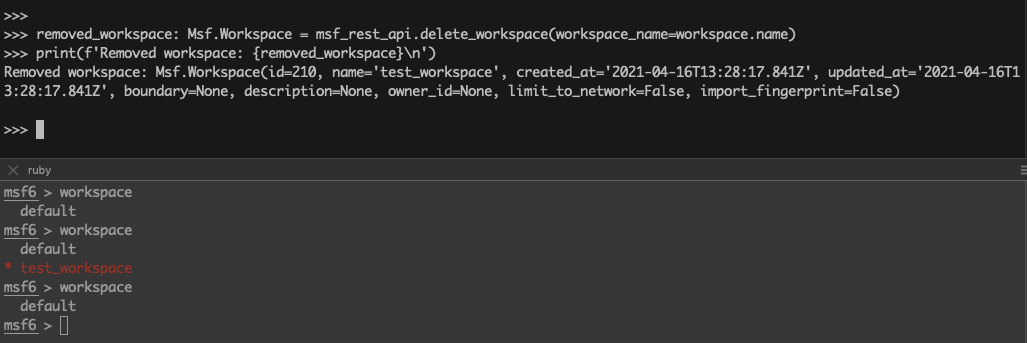 >>>
>>> removed_workspace: Msf.Workspace = msf_rest_api.delete_workspace(workspace_name=workspace.name)
>>> print(f'Removed workspace: {removed_workspace}\n')
Removed workspace: Msf.Workspace(id=210, name='test_workspace', created_at='2021-04-16T13:28:17.841Z', updated_at='2021-04-16T1
3:28:17.841Z', boundary=None, description=None, owner_id=None, limit_to_network=False, import_fingerprint=False)
>>>
ruby
msf6 > workspace
default
msf6 > workspace
default
* test_workspace
msf6 > workspace
default
msf6 >